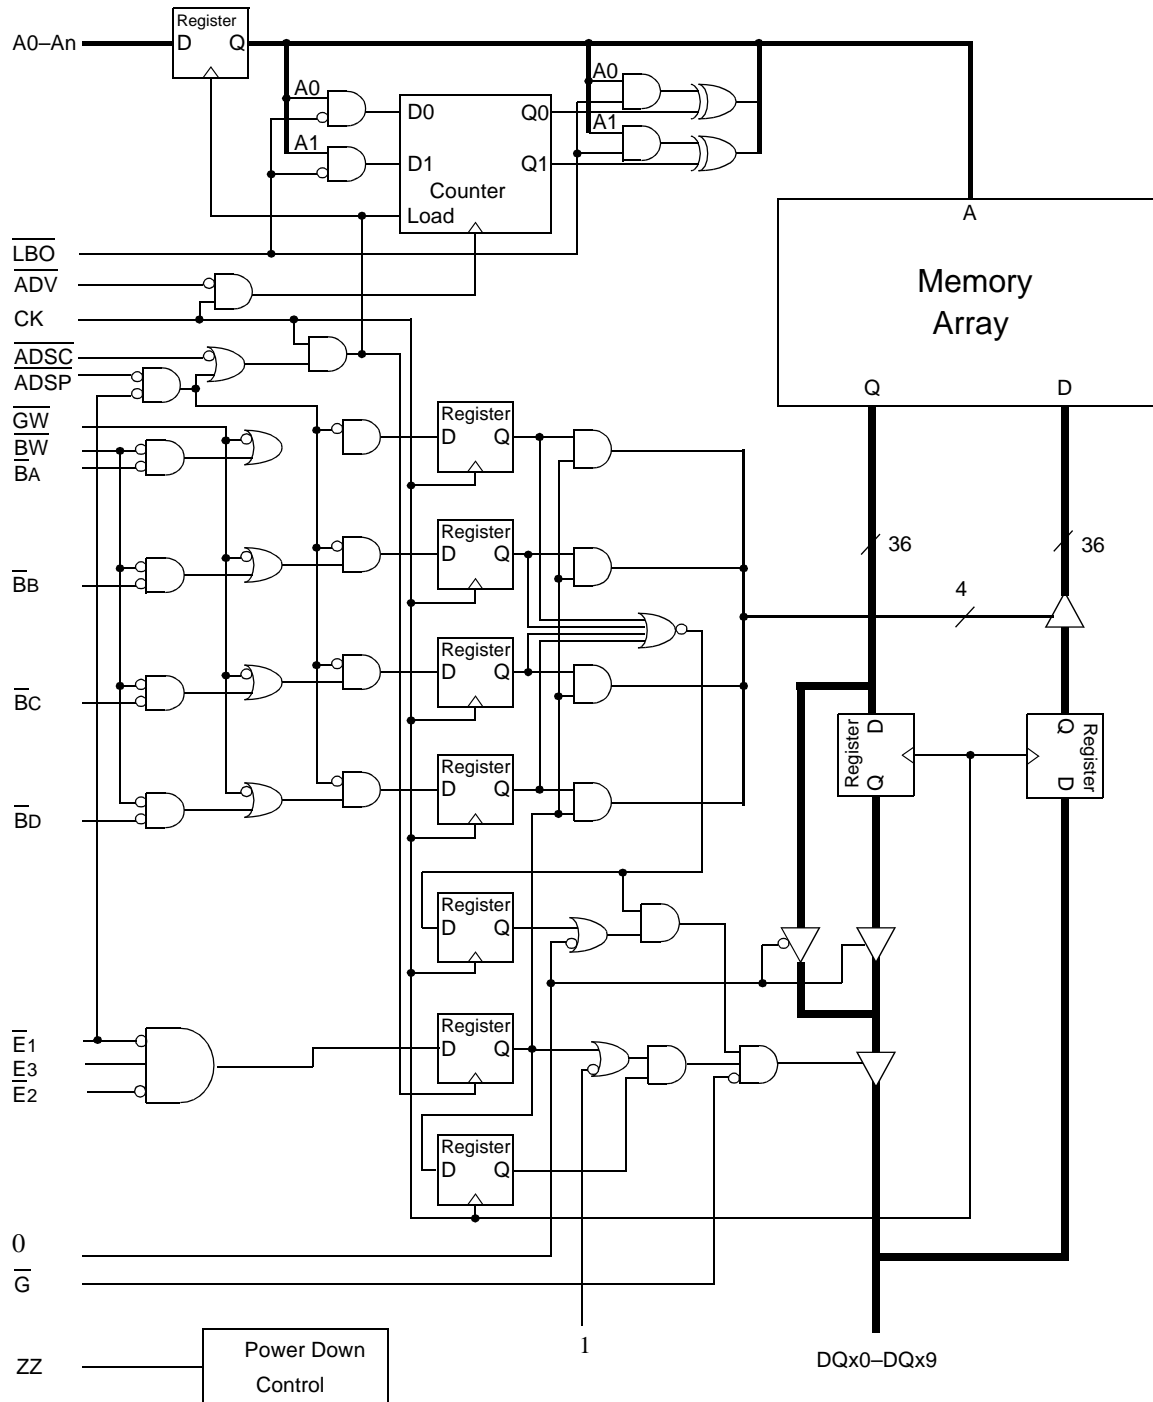 Register
A0–An
D Q
A0
A1
D0
D1
Q0
Q1
Counter
Load
A0
A1
A
Memory
Array
Q
D
LBO
ADV
CK
ADSC
ADSP
GW
BW
BA
BB
BC
BD
Register
D Q
Register
D Q
Register
D Q
Register
D Q
36
36
4
Register
D
Q
Register
Q
D
Register
D Q
Register
D Q
Register
D Q
E1
E3
E2
0
G
1
ZZ
Power Down
Control
DQx0–DQx9